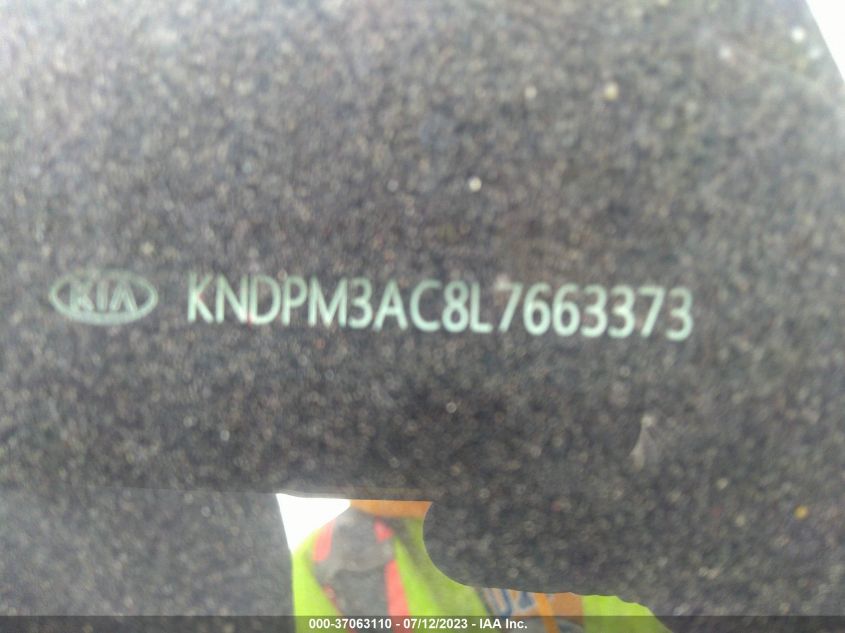 KIA KNDPM3AC8L7663373
000-37063110 - 07/12/2023 - IAA Inc.